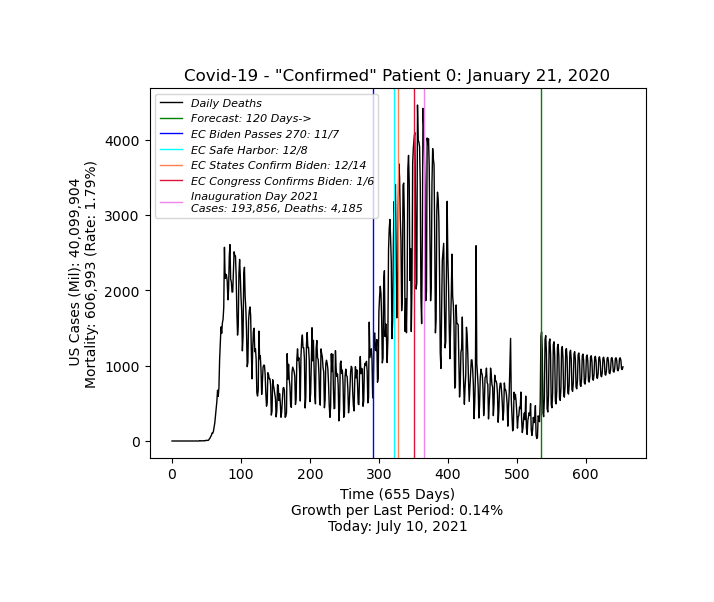 Covid-19 - "Confirmed" Patient 0: January 21, 2020
Daily Deaths
Forecast: 120 Days->
EC Biden Passes 270: 11/7
EC Safe Harbor: 12/8
EC States Confirm Biden: 12/14
EC Congress Confirms Biden: 1/6
Inauguration Day 2021
Cases: 193,856, Deaths: 4,185
US Cases (Mil): 40,099,904
Mortality: 606,993 (Rate: 1.79%)
4000
3000
2000
1000
0
0 100 200 300 400 500 600
Time (655 Days)
Growth per Last Period: 0.14%
Today: July 10, 2021